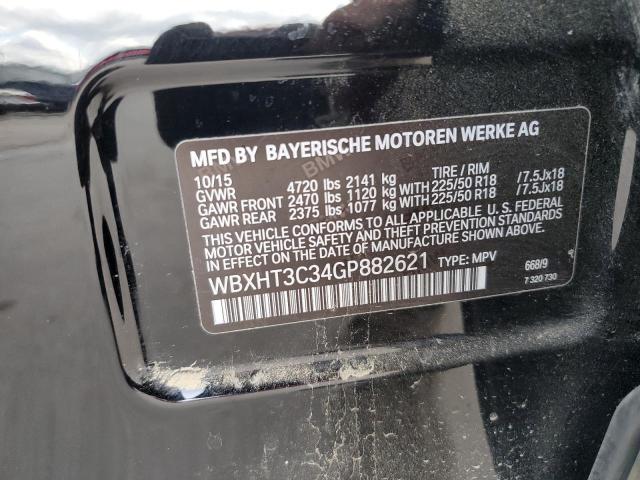 MFD BY BAYERISCHE MOTOREN WERKE AG
10/15 TIRE / RIM
GVWR 4720 lbs 2141 kg
GAWR FRONT 2470 lbs 1120 kg WITH 225/50 R18 /7.5Jx18
GAWR REAR 2375 lbs 1077 kg WITH 225/50 R18 /7.5Jx18
THIS VEHICLE CONFORMS TO ALL APPLICABLE U.S. FEDERAL
MOTOR VEHICLE SAFETY AND THEFT PREVENTION STANDARDS
IN EFFECT ON THE DATE OF MANUFACTURE SHOWN ABOVE.
WBXHT3C34GP882621 TYPE: MPV 668/9
7 320 730